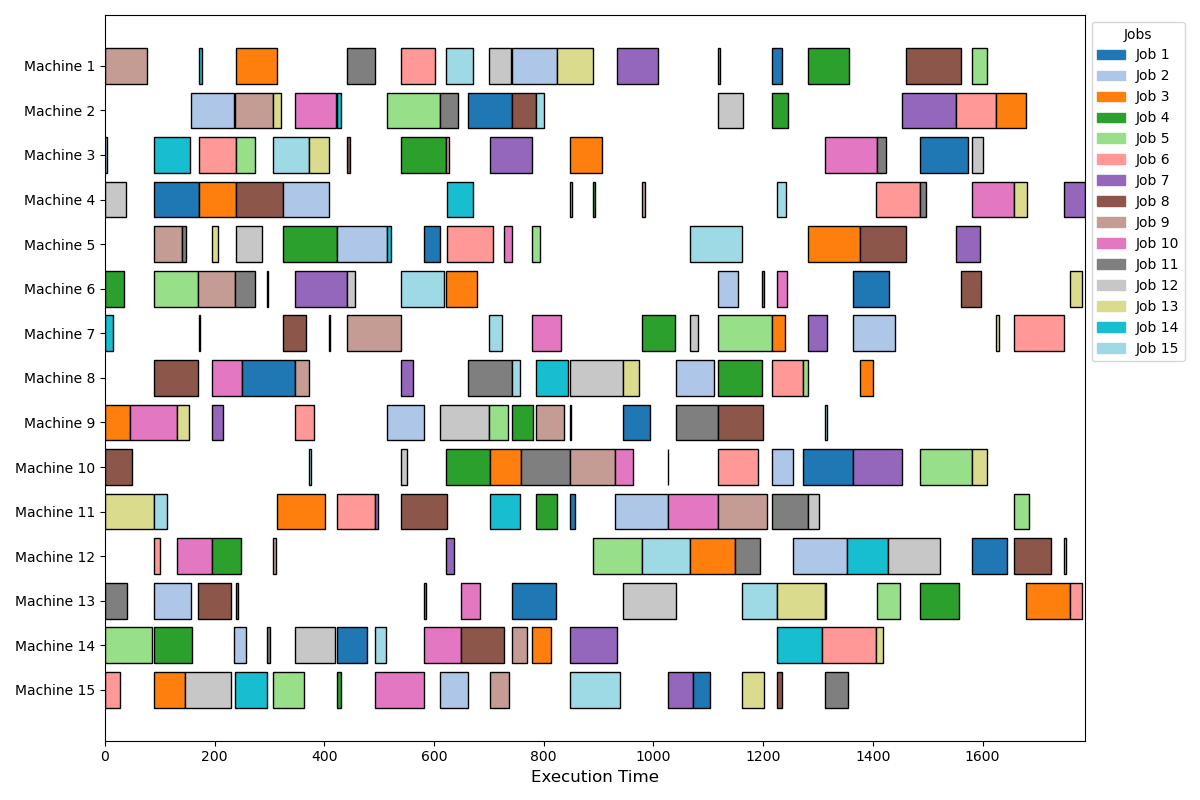 Machine 1
Machine 2
Machine 3
Machine 4
Machine 5
Machine 6
Machine 7
Machine 8
Machine 9
Machine 10
Machine 11
Machine 12
Machine 13
Machine 14
Machine 15
0 200 400 600 800 1000 1200 1400 1600
Execution Time
Jobs
Job 1
Job 2
Job 3
Job 4
Job 5
Job 6
Job 7
Job 8
Job 9
Job 10
Job 11
Job 12
Job 13
Job 14
Job 15